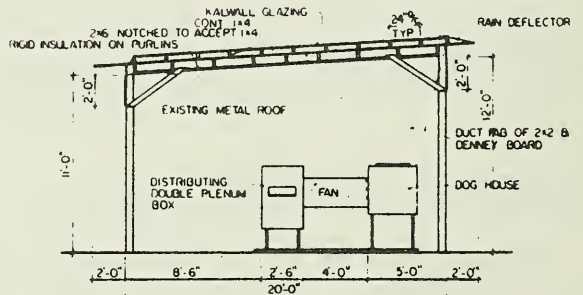 KALWALL GLAZING
CONT 1x4
2x6 NOTCHED TO ACCEPT 1x4
RIGID INSULATION ON PURLINS
24" OC
TYP
RAIN DEFLECTOR
2'-0"
EXISTING METAL ROOF
2'-0"
12'-0"
11'-0"
DUCT FAB OF 2x2 &
DENNEY BOARD
DISTRIBUTING
DOUBLE PLENUM
BOX
FAN
DOG HOUSE
2'-0" 8'-6" 2'-6" 4'-0" 5'-0" 2'-0"
20'-0"